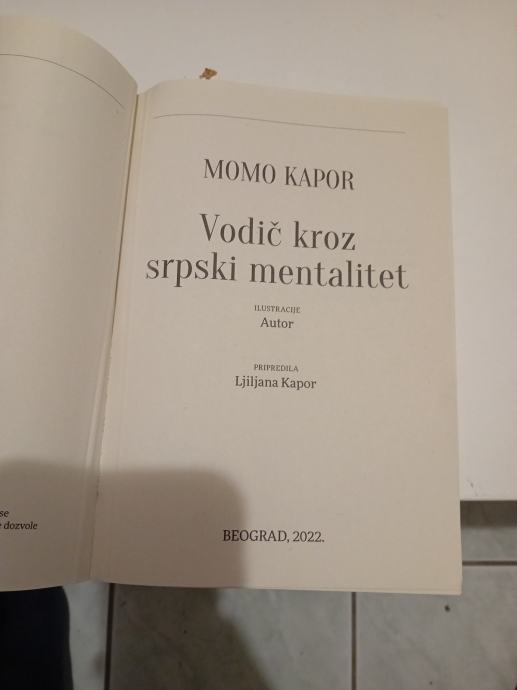 se
dozvole
MOMO KAPOR
Vodič kroz
srpski mentalitet
ILUSTRACIJE
Autor
PRIPREDILA
Ljiljana Kapor
BEOGRAD, 2022.